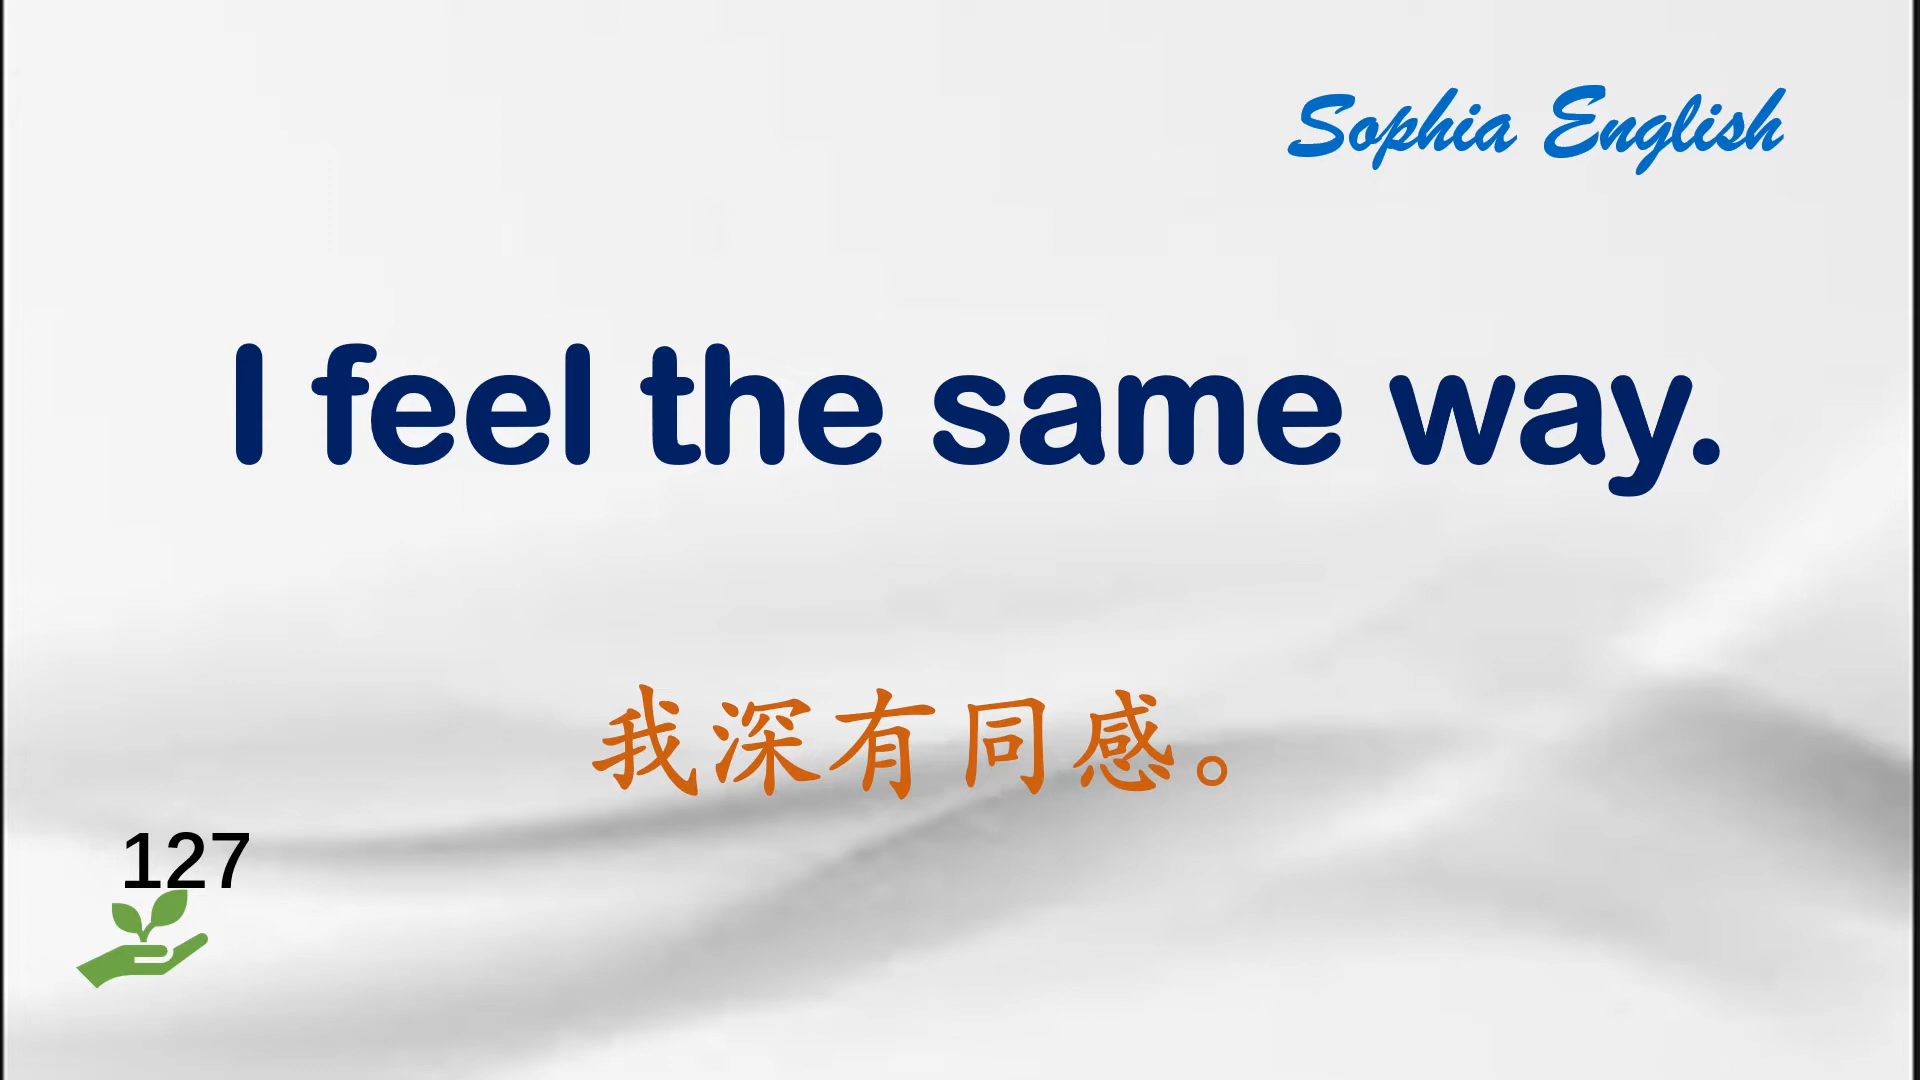 Sophia English
I feel the same way.
我深有同感。
127